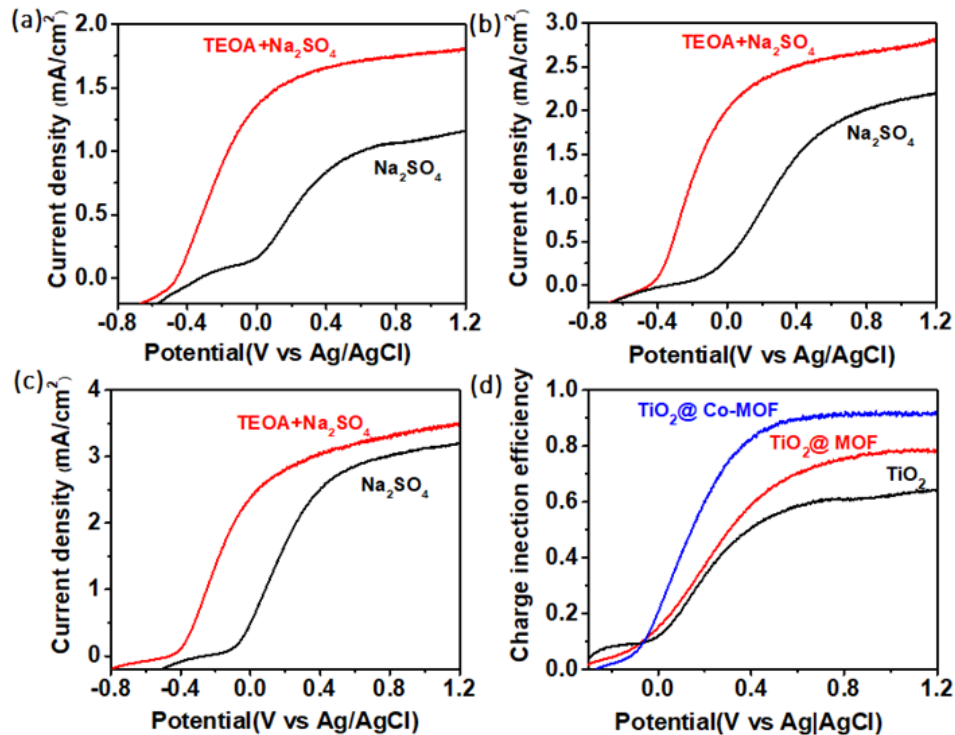 (a)
2.0
1.5
1.0
0.5
0.0
Current density (mA/cm²)
TEOA+Na₂SO₄
Na₂SO₄
-0.8 -0.4 0.0 0.4 0.8 1.2
Potential(V vs Ag/AgCl)
(b)
3.0
2.5
2.0
1.5
1.0
0.5
0.0
Current density (mA/cm²)
TEOA+Na₂SO₄
Na₂SO₄
-0.8 -0.4 0.0 0.4 0.8 1.2
Potential(V vs Ag/AgCl)
(c)
4
3
2
1
0
Current density (mA/cm²)
TEOA+Na₂SO₄
Na₂SO₄
-0.8 -0.4 0.0 0.4 0.8 1.2
Potential(V vs Ag/AgCl)
(d)
1.0
0.8
0.6
0.4
0.2
0.0
Charge inection efficiency
TiO₂@ Co-MOF
TiO₂@ MOF
TiO₂
0.0 0.4 0.8 1.2
Potential(V vs Ag|AgCl)